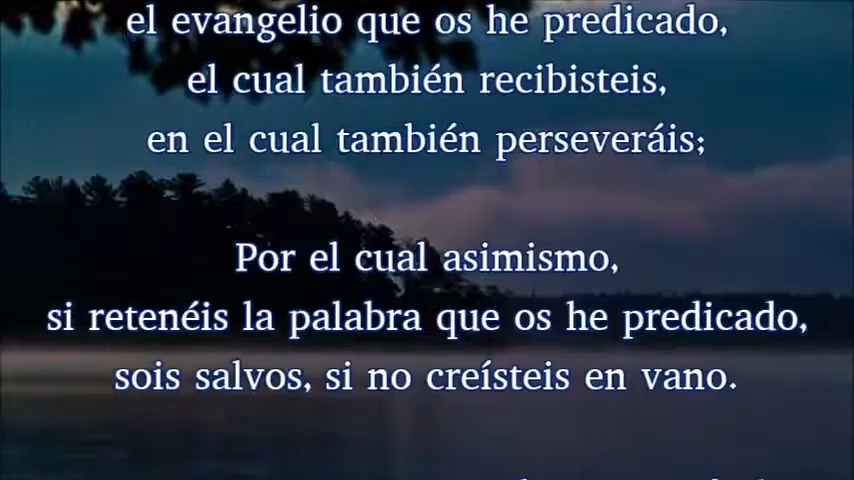 el evangelio que os he predicado,
el cual también recibisteis,
en el cual también perseveráis;
Por el cual asimismo,
si retenéis la palabra que os he predicado,
sois salvos, si no creísteis en vano.